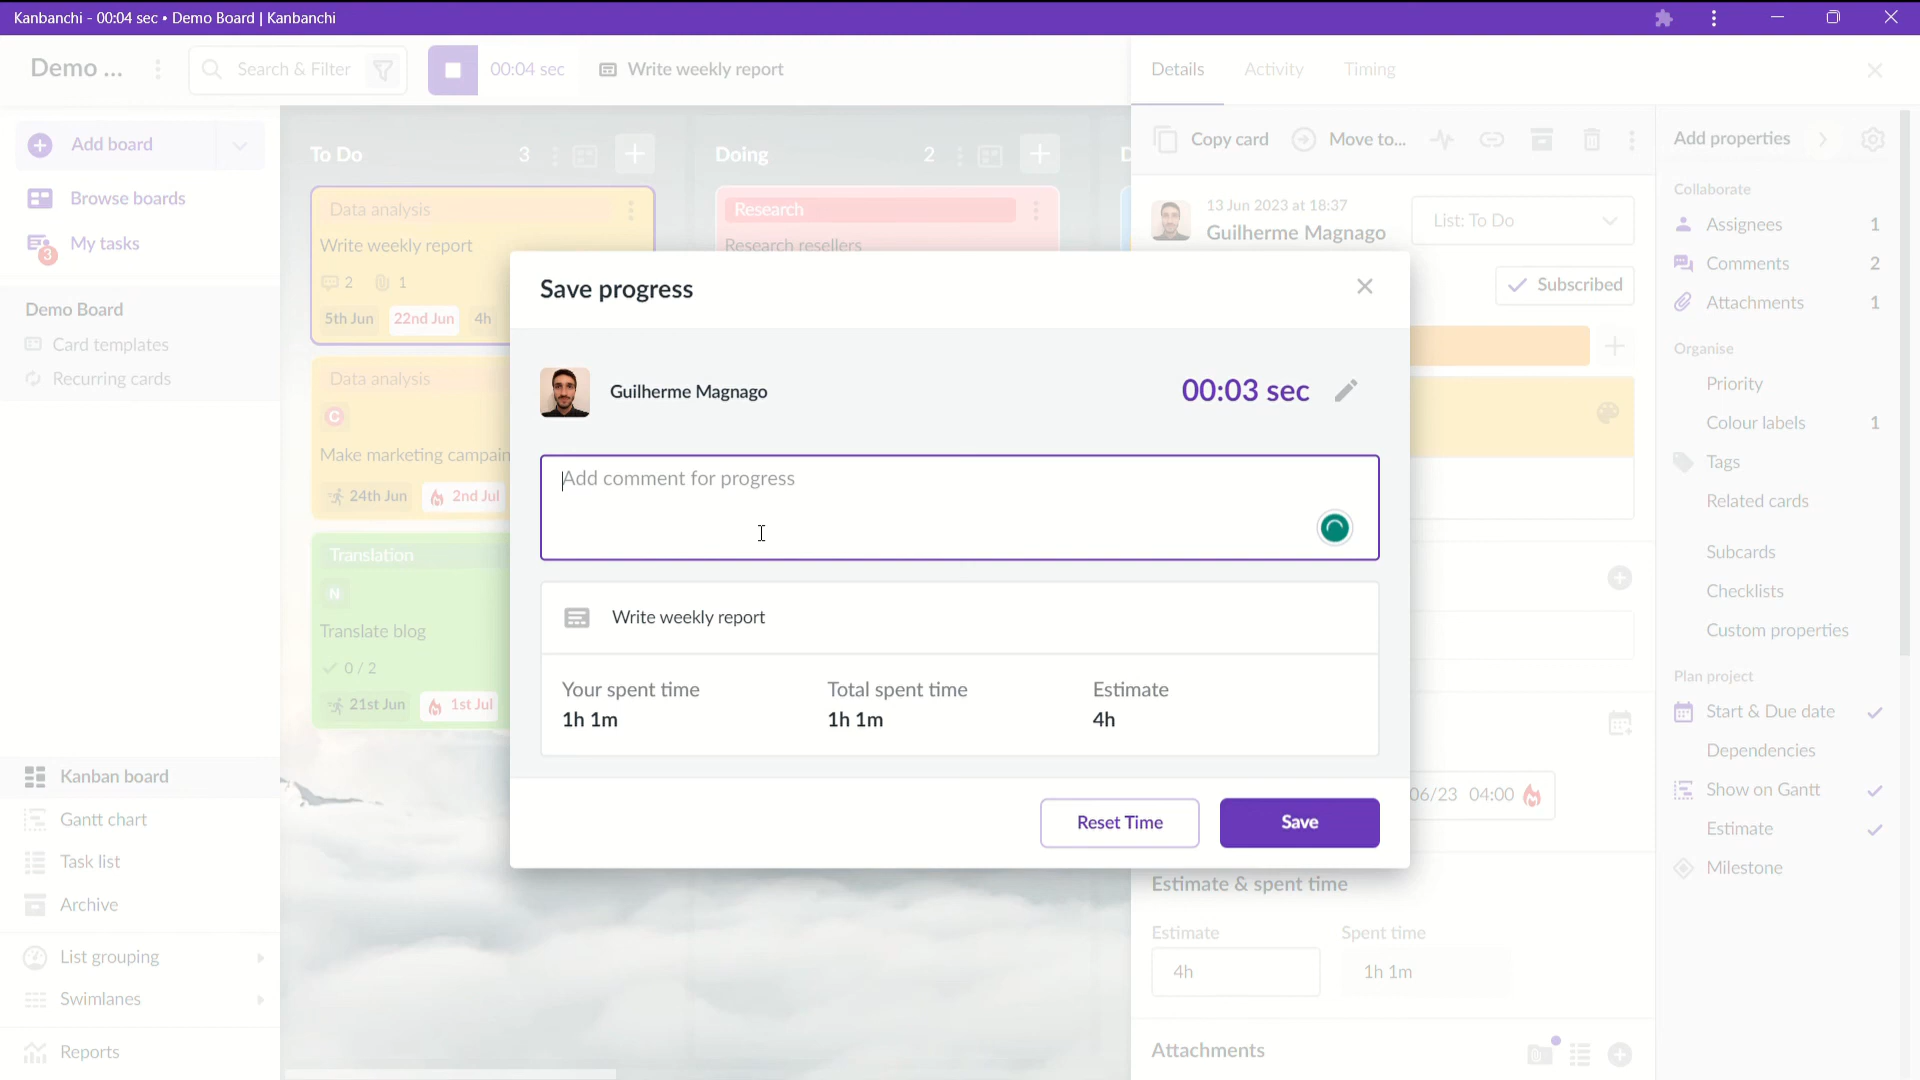 Kanbanchi - 00:04 sec • Demo Board | Kanbanchi
Demo ...
Search & Filter
00:04 sec
Write weekly report
Details
Activity
Timing
Add board
Browse boards
My tasks
3
Demo Board
Card templates
Recurring cards
Kanban board
Gantt chart
Task list
Archive
List grouping
Swimlanes
Reports
To Do
3
Doing
2
D
Data analysis
Write weekly report
2
1
5th Jun
22nd Jun
4h
Data analysis
C
Make marketing campain
24th Jun
2nd Jul
Translation
N
Translate blog
0 / 2
21st Jun
1st Jul
Research
Research resellers
Save progress
Guilherme Magnago
00:03 sec
Add comment for progress
Write weekly report
Your spent time
Total spent time
Estimate
1h 1m
1h 1m
4h
Reset Time
Save
Copy card
Move to...
13 Jun 2023 at 18:37
Guilherme Magnago
List: To Do
Subscribed
06/23 04:00
Estimate & spent time
Estimate
Spent time
4h
1h 1m
Attachments
Add properties
Collaborate
Assignees 1
Comments 2
Attachments 1
Organise
Priority
Colour labels 1
Tags
Related cards
Subcards
Checklists
Custom properties
Plan project
Start & Due date
Dependencies
Show on Gantt
Estimate
Milestone